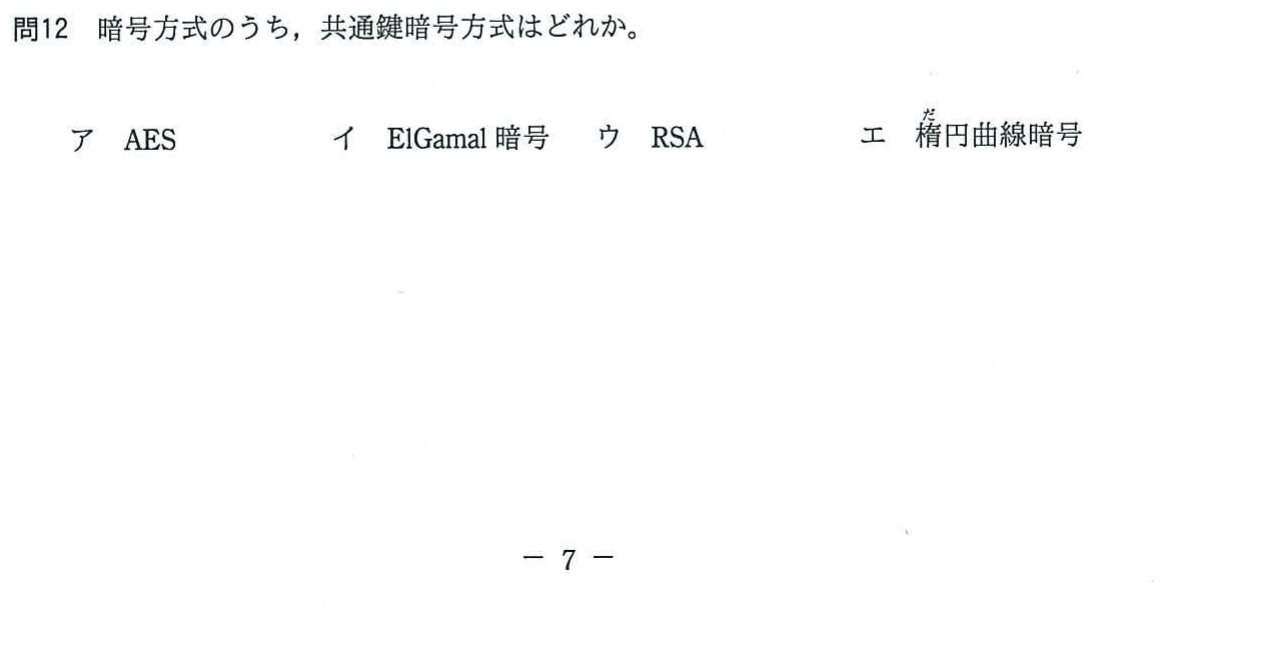 問12 暗号方式のうち，共通鍵暗号方式はどれか。
ア AES イ ElGamal 暗号 ウ RSA エ 楕円曲線暗号
だ
－ 7 －